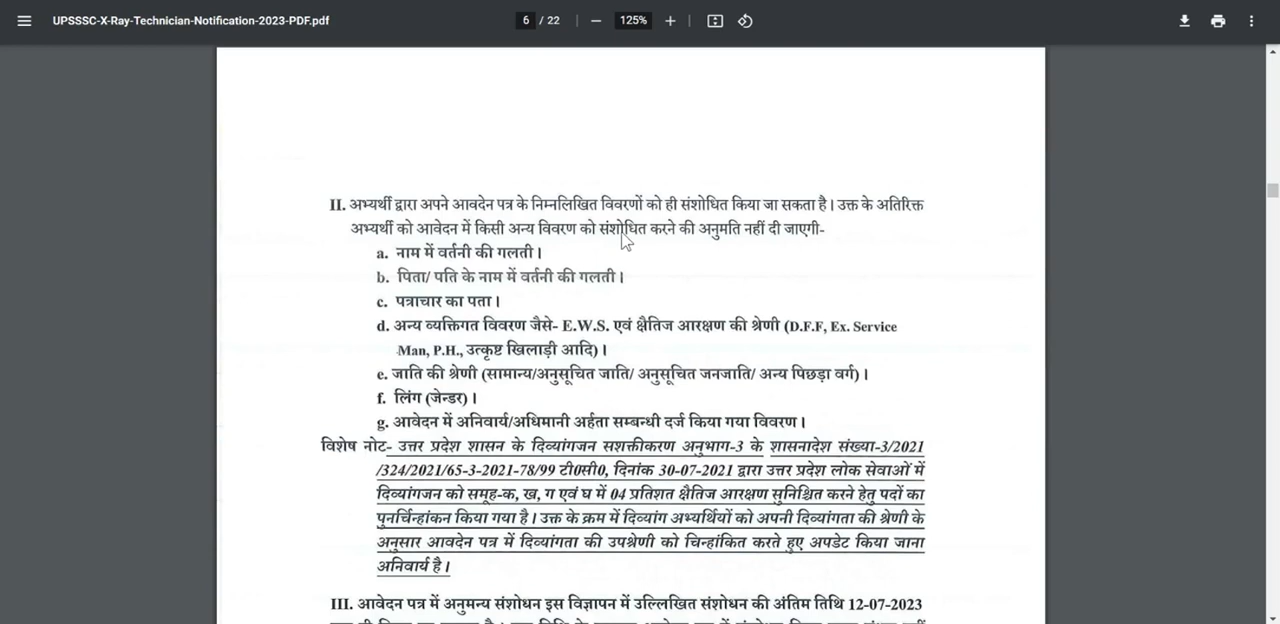 UPSSSC-X-Ray-Technician-Notification-2023-PDF.pdf
6 / 22
125%
II. अभ्यर्थी द्वारा अपने आवदेन पत्र के निम्नलिखित विवरणों को ही संशोधित किया जा सकता है। उक्त के अतिरिक्त
अभ्यर्थी को आवेदन में किसी अन्य विवरण को संशोधित करने की अनुमति नहीं दी जाएगी-
a. नाम में वर्तनी की गलती।
b. पिता/ पति के नाम में वर्तनी की गलती।
c. पत्राचार का पता।
d. अन्य व्यक्तिगत विवरण जैसे- E.W.S. एवं क्षैतिज आरक्षण की श्रेणी (D.F.F, Ex. Service
Man, P.H., उत्कृष्ट खिलाड़ी आदि)।
e. जाति की श्रेणी (सामान्य/अनुसूचित जाति/ अनुसूचित जनजाति/ अन्य पिछड़ा वर्ग)।
f. लिंग (जेन्डर)।
g. आवेदन में अनिवार्य/अधिमानी अर्हता सम्बन्धी दर्ज किया गया विवरण।
विशेष नोट- उत्तर प्रदेश शासन के दिव्यांगजन सशक्तीकरण अनुभाग-3 के शासनादेश संख्या-3/2021
/324/2021/65-3-2021-78/99 टी0सी0, दिनांक 30-07-2021 द्वारा उत्तर प्रदेश लोक सेवाओं में
दिव्यांगजन को समूह-क, ख, ग एवं घ में 04 प्रतिशत क्षैतिज आरक्षण सुनिश्चित करने हेतु पदों का
पुनर्चिन्हांकन किया गया है। उक्त के क्रम में दिव्यांग अभ्यर्थियों को अपनी दिव्यांगता की श्रेणी के
अनुसार आवदेन पत्र में दिव्यांगता की उपश्रेणी को चिन्हांकित करते हुए अपडेट किया जाना
अनिवार्य है।
III. आवेदन पत्र में अनुमन्य संशोधन इस विज्ञापन में उल्लिखित संशोधन की अंतिम तिथि 12-07-2023